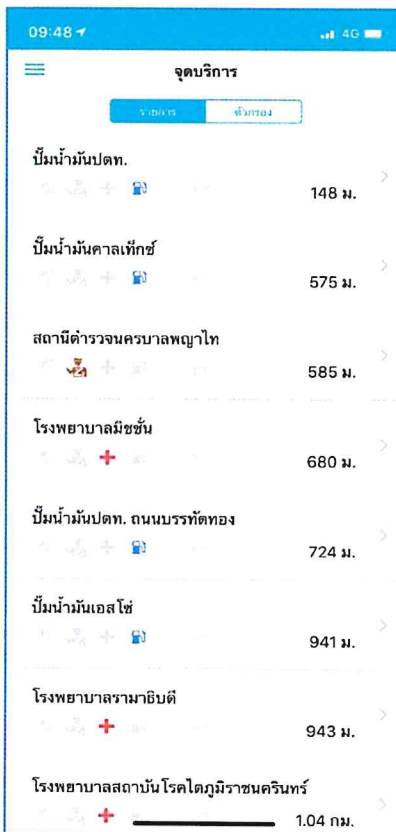 09:48
4G
จุดบริการ
รายการ
ตัวกรอง
ปั๊มน้ำมันปตท.
148 ม.
ปั๊มน้ำมันคาลเท็กซ์
575 ม.
สถานีตำรวจนครบาลพญาไท
585 ม.
โรงพยาบาลมิชชั่น
680 ม.
ปั๊มน้ำมันปตท. ถนนบรรทัดทอง
724 ม.
ปั๊มน้ำมันเอสโซ่
941 ม.
โรงพยาบาลรามาธิบดี
943 ม.
โรงพยาบาลสถาบันโรคไตภูมิราชนครินทร์
1.04 กม.